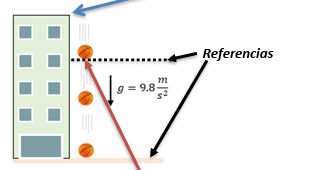 Referencias
g = 9.8 m/s²